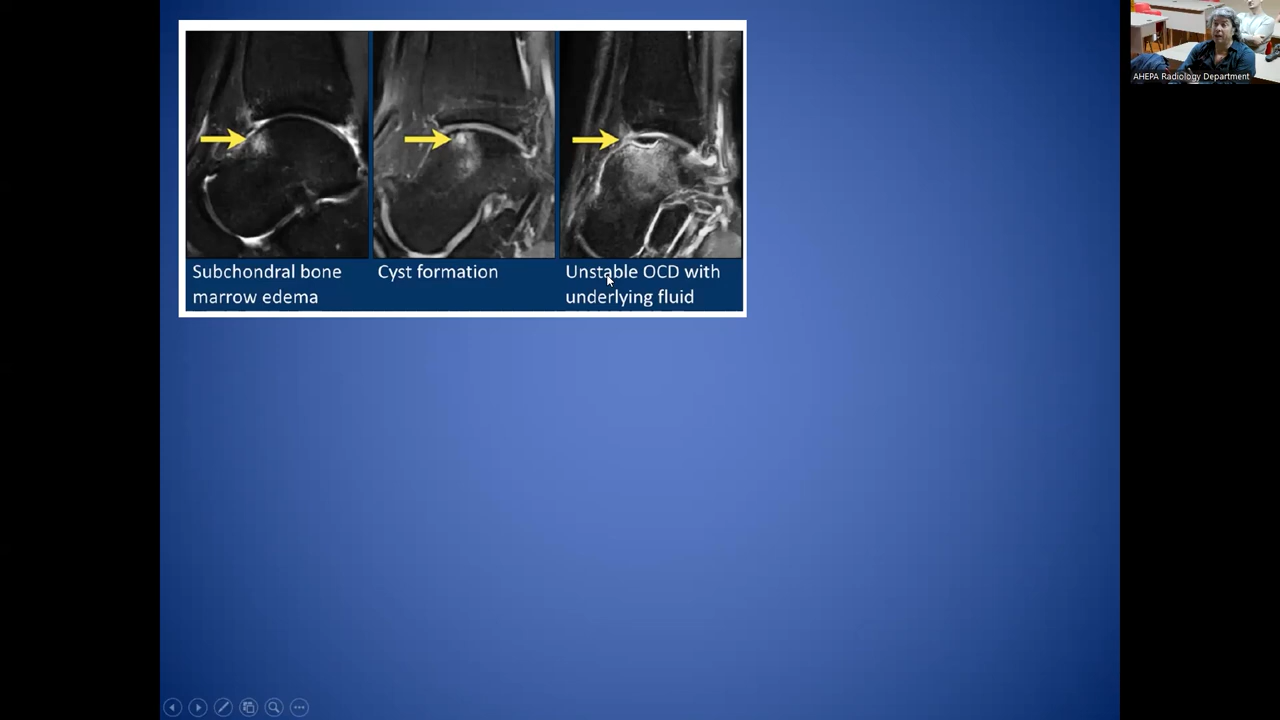 AHEPA Radiology Department
Subchondral bone
marrow edema
Cyst formation
Unstable OCD with
underlying fluid